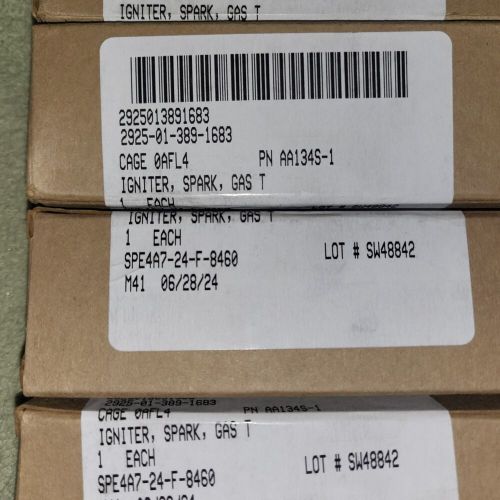 IGNITER, SPARK, GAS T
2925013891683
2925-01-389-1683
CAGE 0AFL4 PN AA134S-1
IGNITER, SPARK, GAS T
1 EACH LOT # SW48842
IGNITER, SPARK, GAS T
1 EACH
SPE4A7-24-F-8460 LOT # SW48842
M41 06/28/24
2925-01-389-1683
CAGE 0AFL4 PN AA134S-1
IGNITER, SPARK, GAS T
1 EACH
SPE4A7-24-F-8460 LOT # SW48842